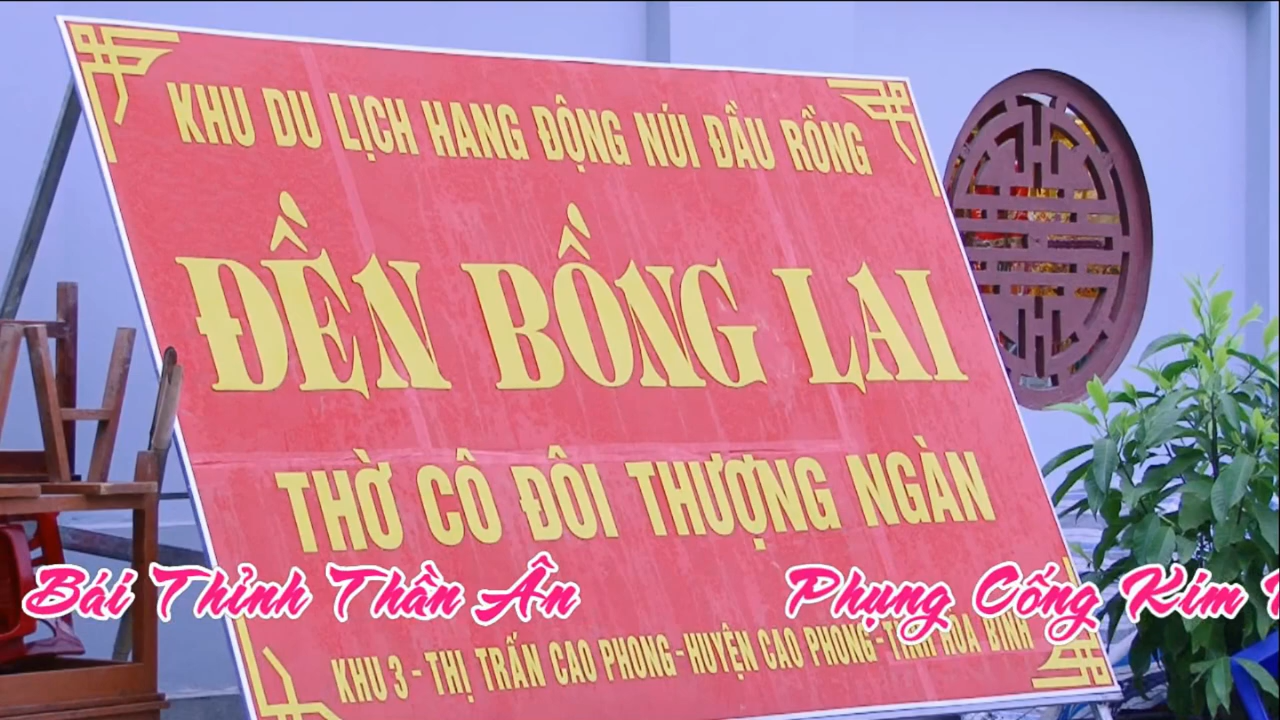 KHU DU LỊCH HANG ĐỘNG NÚI ĐẦU RỒNG
ĐỀN BỒNG LAI
THỜ CÔ ĐÔI THƯỢNG NGÀN
Bái Thỉnh Thần Ân
Phụng Cống Kim
KHU 3 - THỊ TRẤN CAO PHONG - HUYỆN CAO PHONG - TỈNH HÒA BÌNH